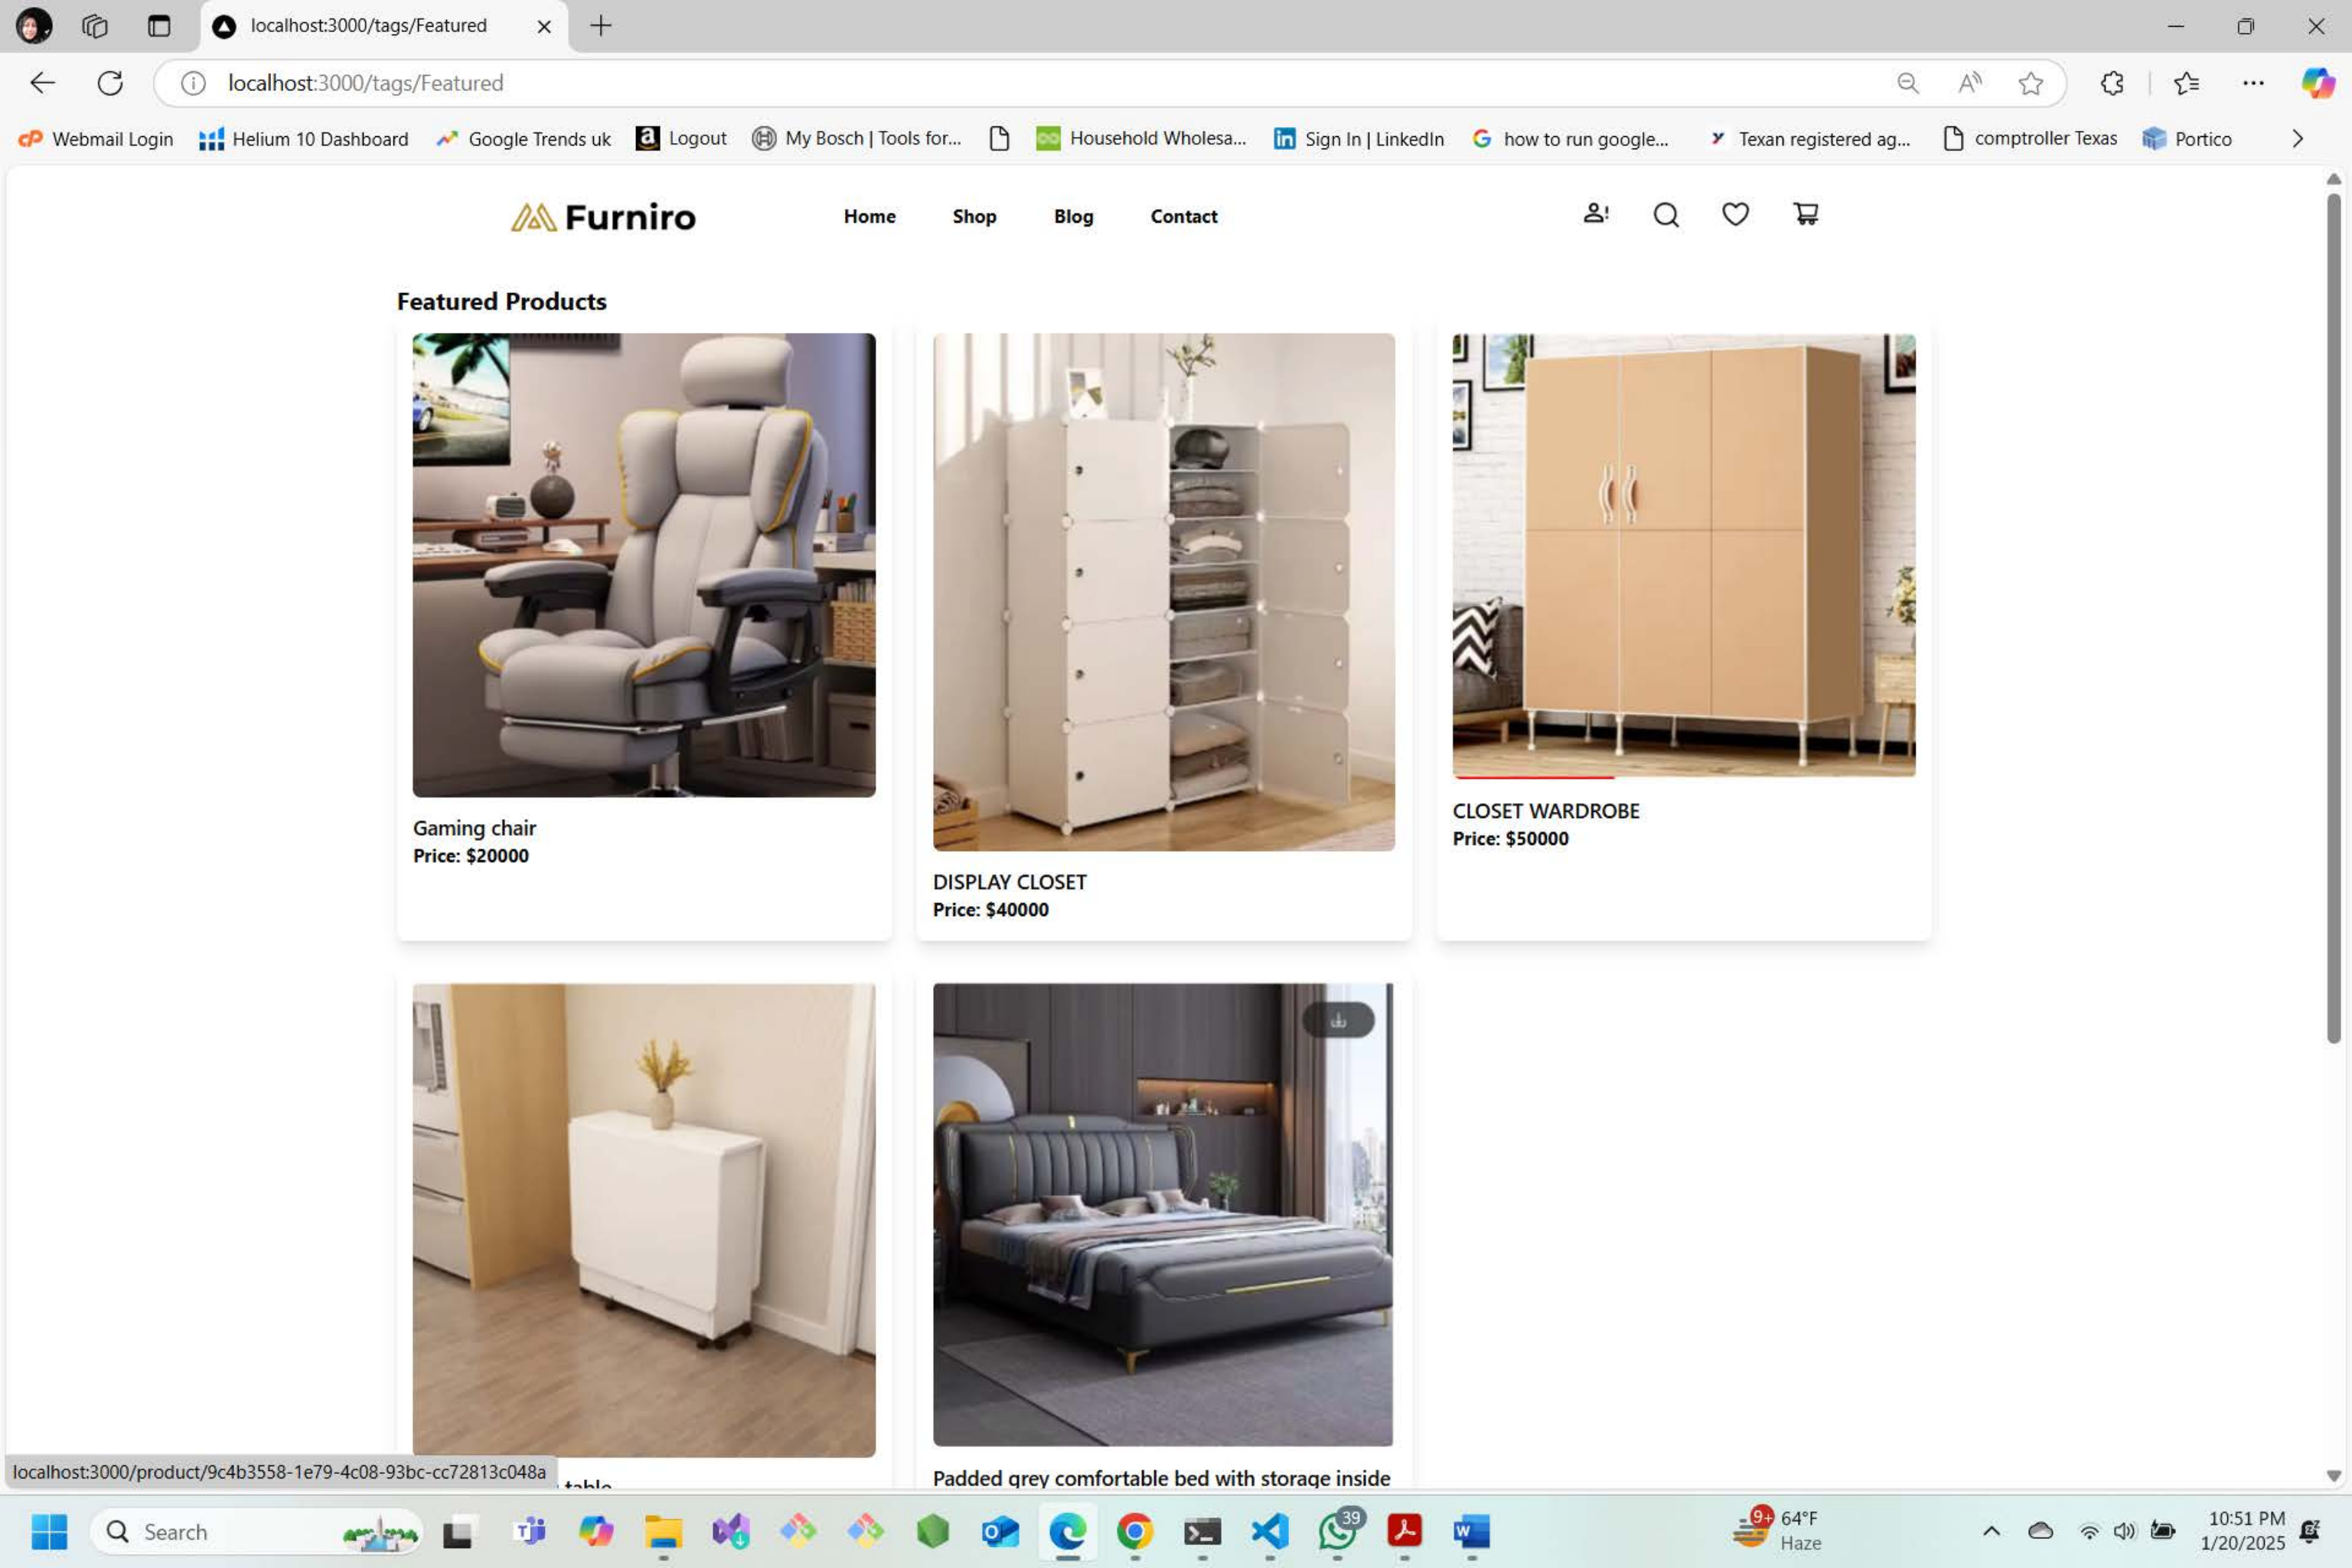 localhost:3000/tags/Featured
localhost:3000/tags/Featured
Webmail Login
Helium 10 Dashboard
Google Trends uk
Logout
My Bosch | Tools for...
Household Wholesa...
Sign In | LinkedIn
how to run google...
Texan registered ag...
comptroller Texas
Portico
Furniro
Home
Shop
Blog
Contact
Featured Products
Gaming chair
Price: $20000
DISPLAY CLOSET
Price: $40000
CLOSET WARDROBE
Price: $50000
table
Padded grey comfortable bed with storage inside
localhost:3000/product/9c4b3558-1e79-4c08-93bc-cc72813c048a
Search
39
9+
64°F
Haze
10:51 PM
1/20/2025